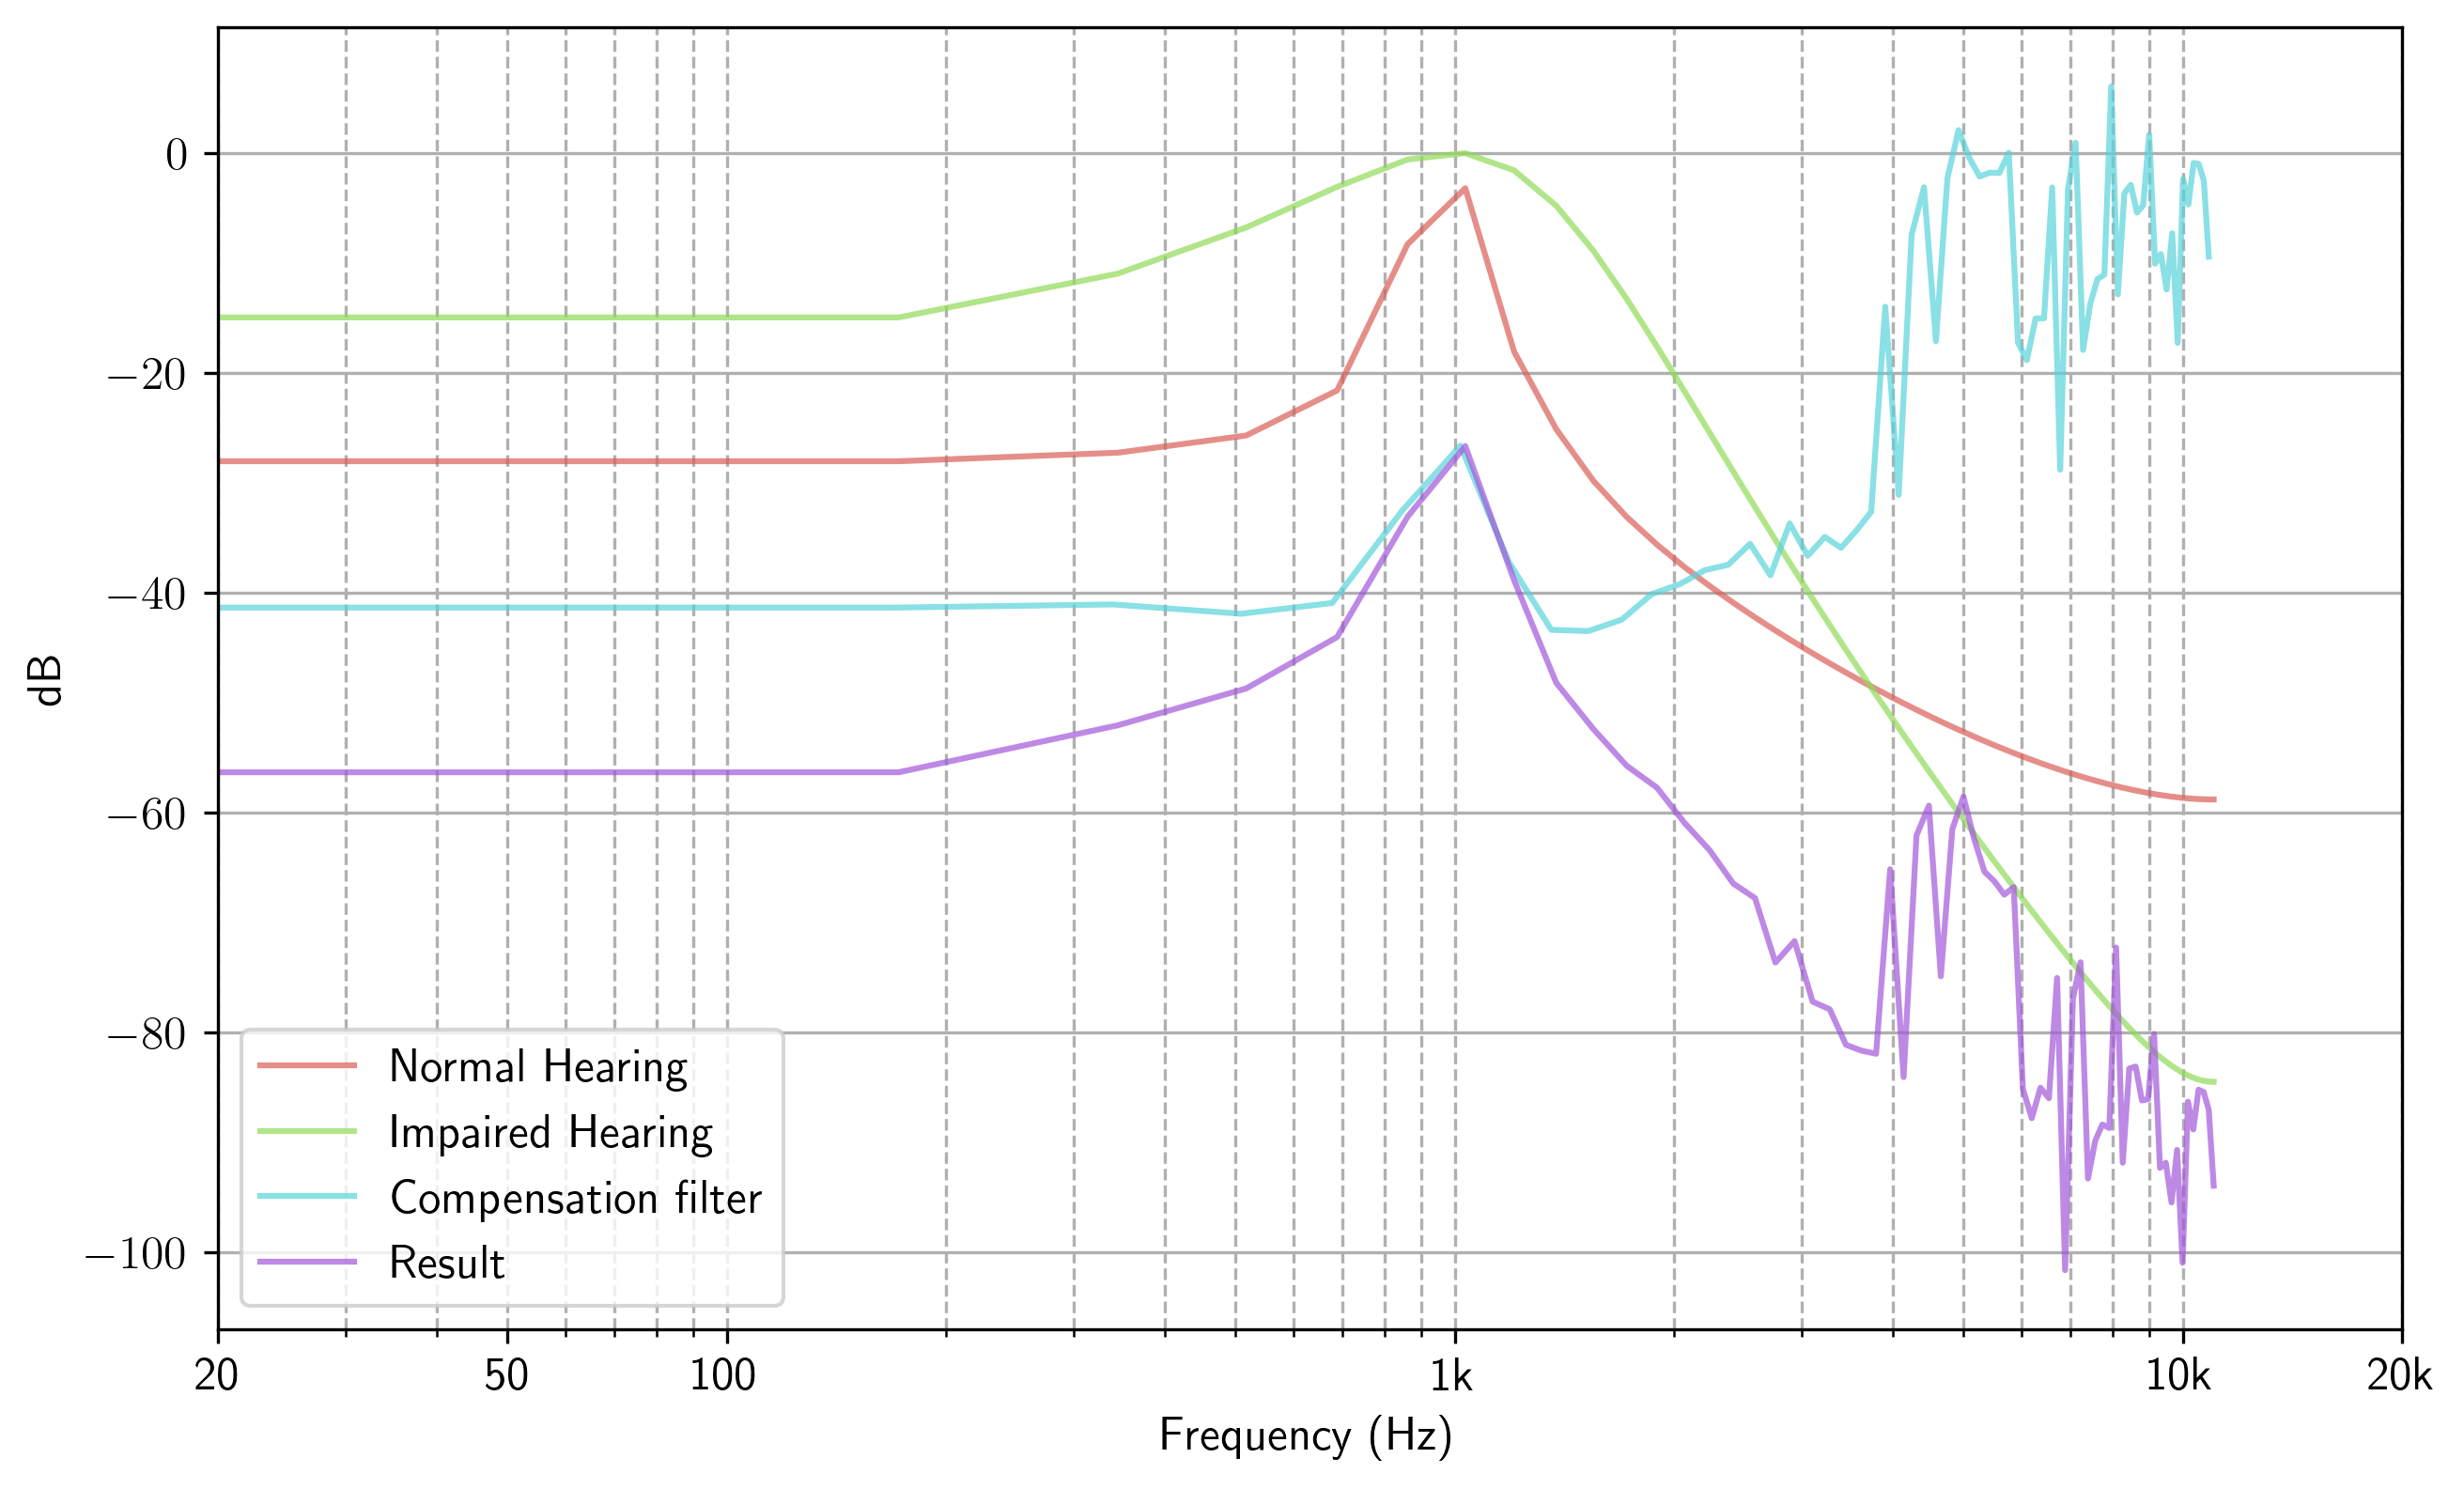 0
−20
−40
−60
−80
−100
dB
Normal Hearing
Impaired Hearing
Compensation filter
Result
20 50 100 1k 10k 20k
Frequency (Hz)